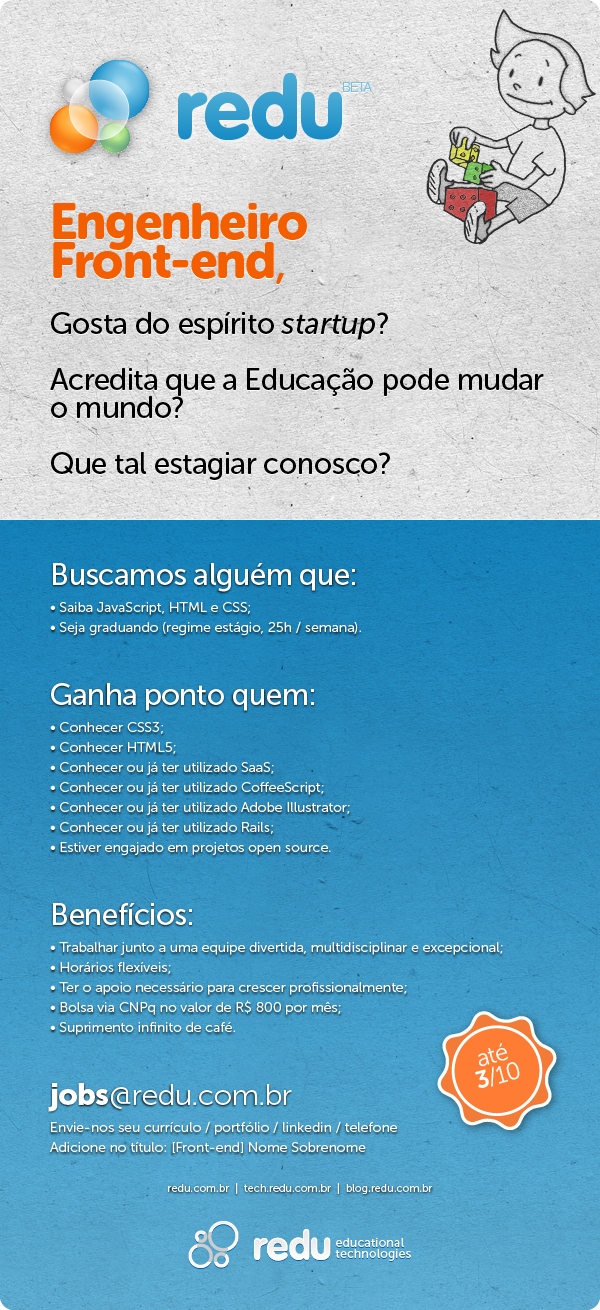 redu BETA
Engenheiro
Front-end,
Gosta do espírito startup?
Acredita que a Educação pode mudar
o mundo?
Que tal estagiar conosco?
Buscamos alguém que:
• Saiba JavaScript, HTML e CSS;
• Seja graduando (regime estágio, 25h / semana).
Ganha ponto quem:
• Conhecer CSS3;
• Conhecer HTML5;
• Conhecer ou já ter utilizado SaaS;
• Conhecer ou já ter utilizado CoffeeScript;
• Conhecer ou já ter utilizado Adobe Illustrator;
• Conhecer ou já ter utilizado Rails;
• Estiver engajado em projetos open source.
Benefícios:
• Trabalhar junto a uma equipe divertida, multidisciplinar e excepcional;
• Horários flexíveis;
• Ter o apoio necessário para crescer profissionalmente;
• Bolsa via CNPq no valor de R$ 800 por mês;
• Suprimento infinito de café.
até
3/10
jobs@redu.com.br
Envie-nos seu currículo / portfólio / linkedin / telefone
Adicione no título: [Front-end] Nome Sobrenome
redu.com.br | tech.redu.com.br | blog.redu.com.br
redu educational
technologies